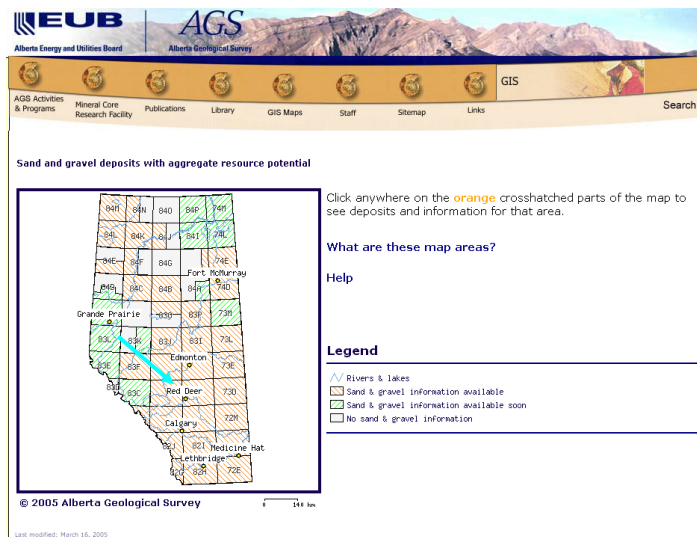 EUB
AGS
Alberta Energy and Utilities Board
Alberta Geological Survey
GIS
AGS Activities
& Programs
Mineral Core
Research Facility
Publications
Library
GIS Maps
Staff
Sitemap
Links
Search
Sand and gravel deposits with aggregate resource potential
Click anywhere on the orange crosshatched parts of the map to
see deposits and information for that area.
What are these map areas?
Help
84M 84N 84O 84P 74M
84L 84K 84J 84I 74L
84E 84F 84G 74E
Fort McMurray
84D 84C 84B 84A 74D
Grande Prairie
83O 83P 73M
83L 83K 83J 83I 73L
Edmonton
83E 83F 73E
83D 83C Red Deer 73D
72M
Calgary
82J 82I Medicine Hat
Lethbridge
82G 82H 72E
Legend
Rivers & lakes
Sand & gravel information available
Sand & gravel information available soon
No sand & gravel information
© 2005 Alberta Geological Survey
0 140 km
Last modified: March 16, 2005